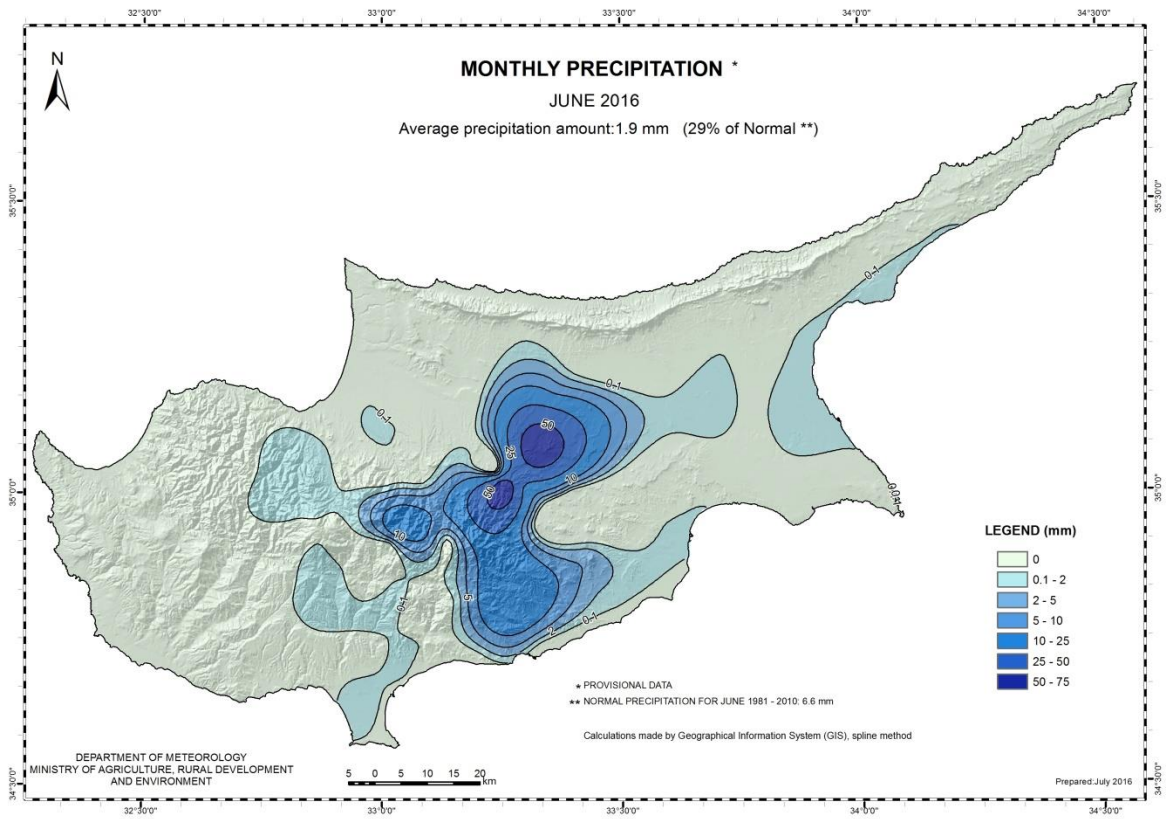 32°30'0"
33°0'0"
33°30'0"
34°0'0"
34°30'0"
N
MONTHLY PRECIPITATION *
JUNE 2016
Average precipitation amount:1.9 mm (29% of Normal **)
35°30'0"
35°30'0"
0.1
0.1
0.1
50
25
10
50
35°0'0"
35°0'0"
0.1
10
LEGEND (mm)
0
0.1 - 2
2 - 5
5 - 10
10 - 25
25 - 50
50 - 75
0.1
5
2
0.1
* PROVISIONAL DATA
** NORMAL PRECIPITATION FOR JUNE 1981 - 2010: 6.6 mm
Calculations made by Geographical Information System (GIS), spline method
DEPARTMENT OF METEOROLOGY
MINISTRY OF AGRICULTURE, RURAL DEVELOPMENT
AND ENVIRONMENT
5 0 5 10 15 20
km
Prepared:July 2016
34°30'0"
34°30'0"
32°30'0"
33°0'0"
33°30'0"
34°0'0"
34°30'0"